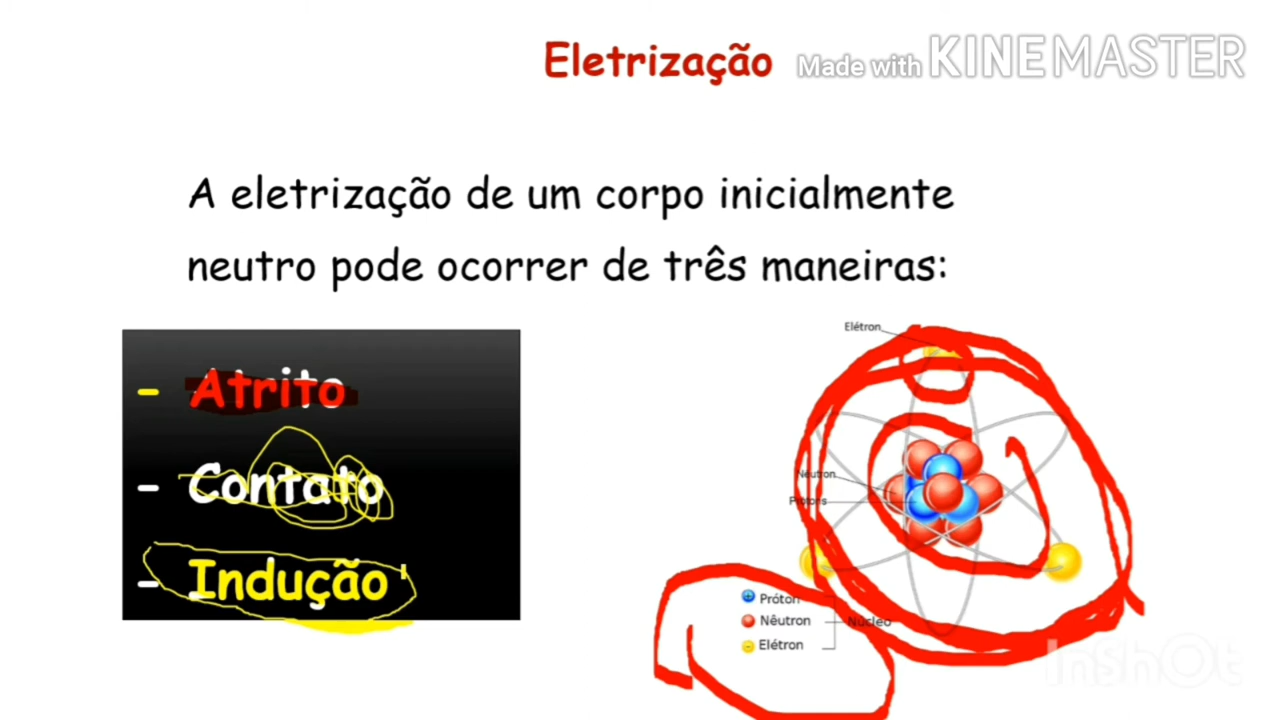 Eletrização
Made with KINEMASTER
A eletrização de um corpo inicialmente
neutro pode ocorrer de três maneiras:
- Atrito
- Contato
- Indução
Elétron
Nêutron
Prótons
Próton
Nêutron
Núcleo
Elétron
InShOt